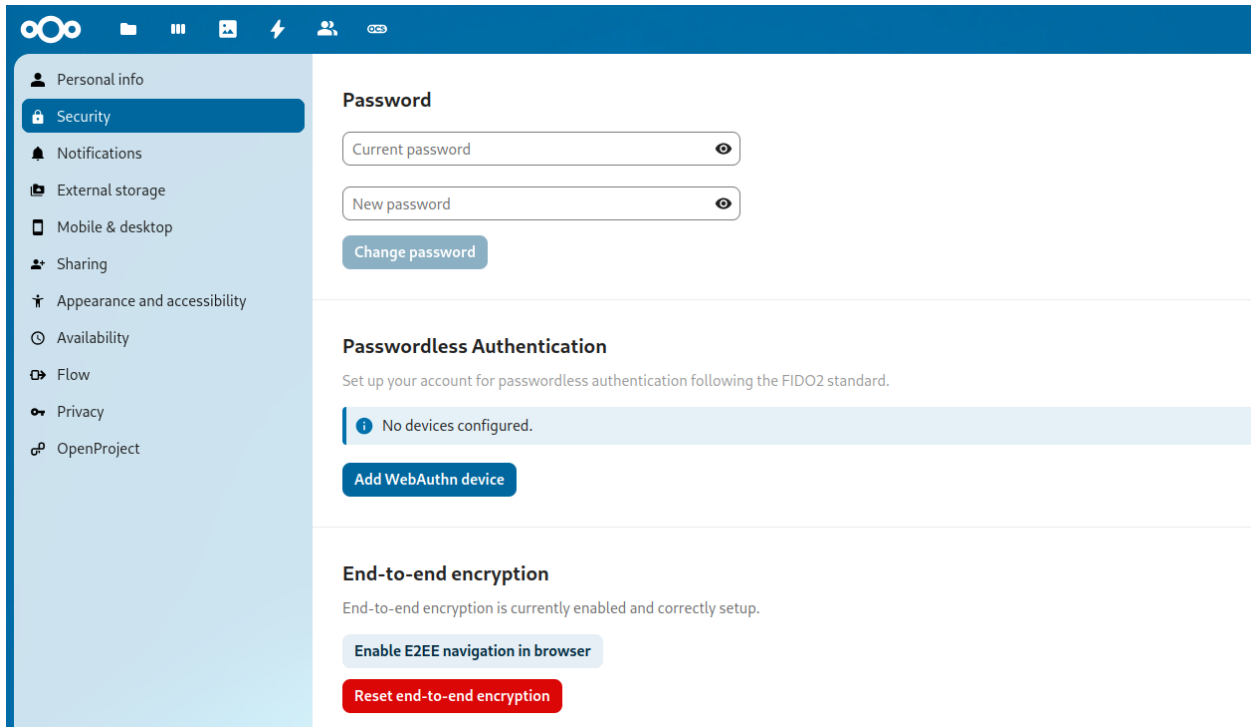 OCS
Personal info
Security
Notifications
External storage
Mobile & desktop
Sharing
Appearance and accessibility
Availability
Flow
Privacy
OpenProject
Password
Current password
New password
Change password
Passwordless Authentication
Set up your account for passwordless authentication following the FIDO2 standard.
No devices configured.
Add WebAuthn device
End-to-end encryption
End-to-end encryption is currently enabled and correctly setup.
Enable E2EE navigation in browser
Reset end-to-end encryption